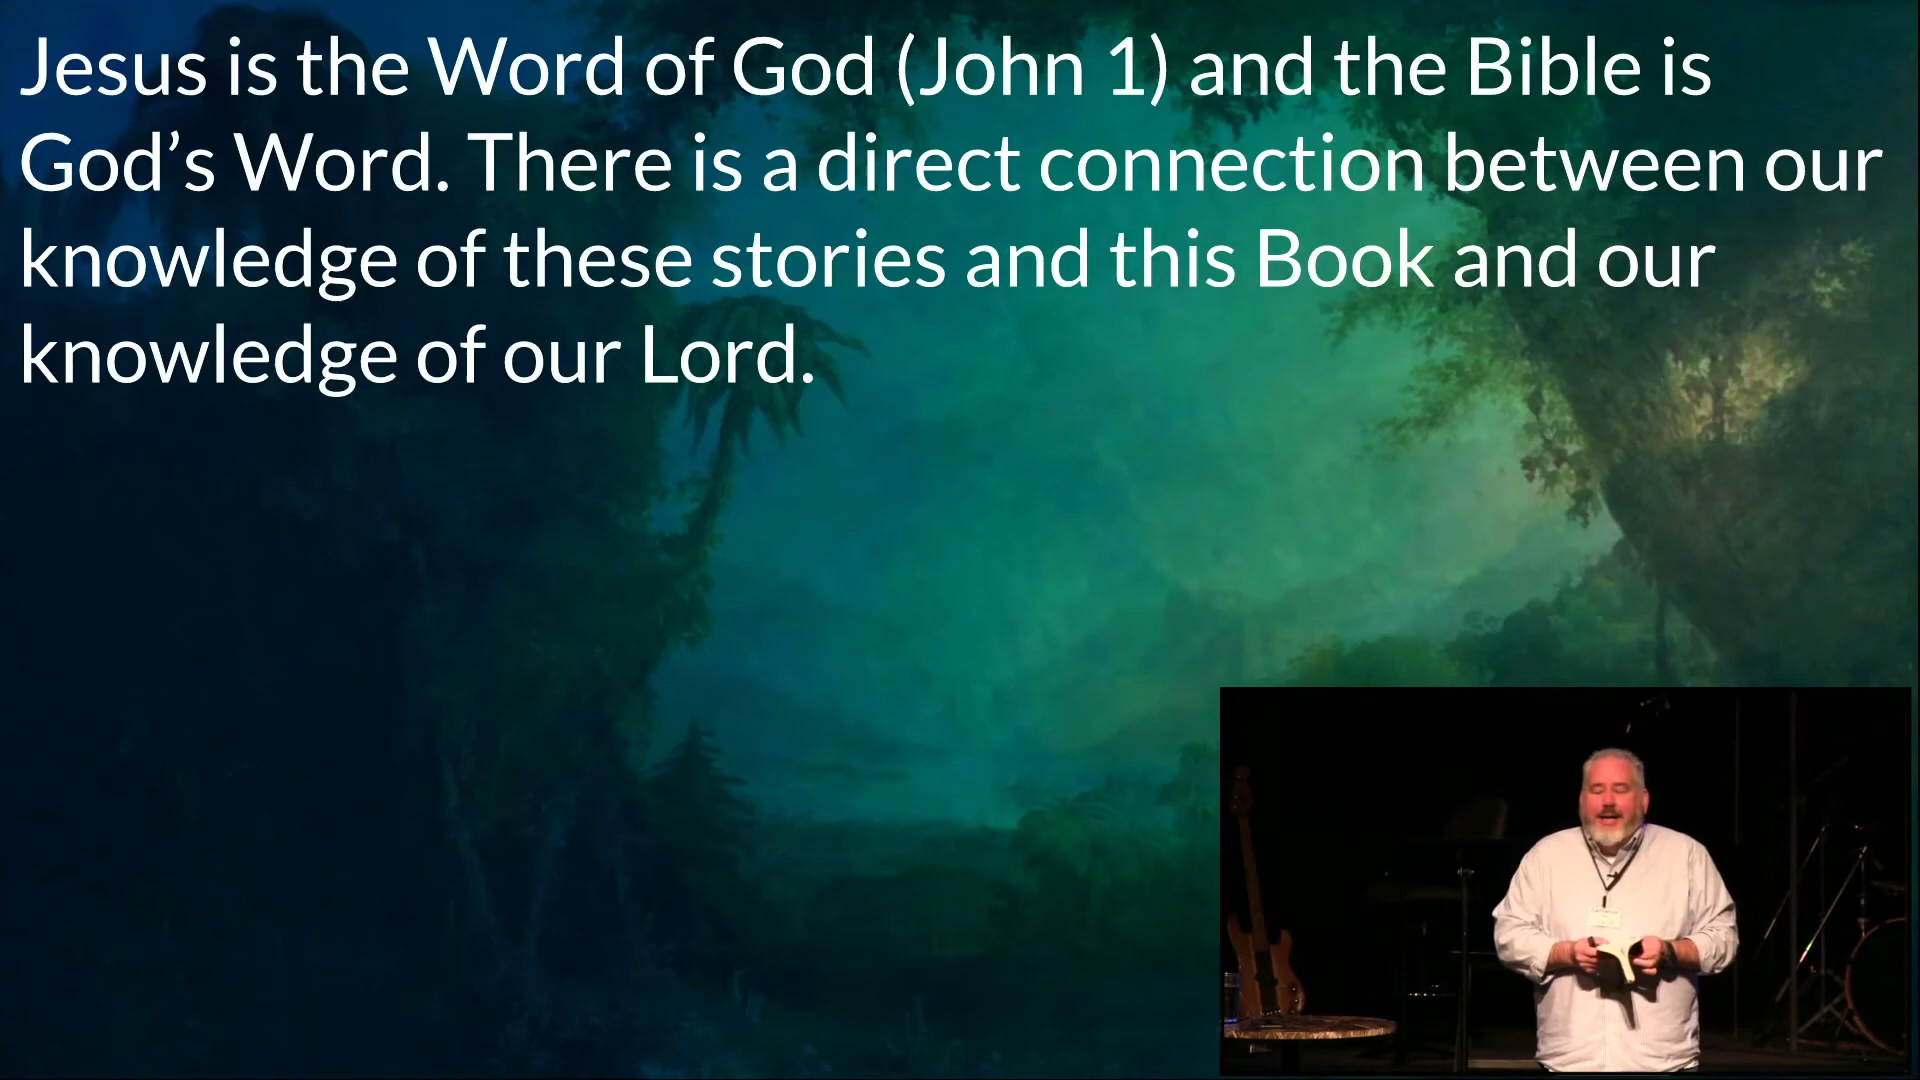 Jesus is the Word of God (John 1) and the Bible is
God’s Word. There is a direct connection between our
knowledge of these stories and this Book and our
knowledge of our Lord.